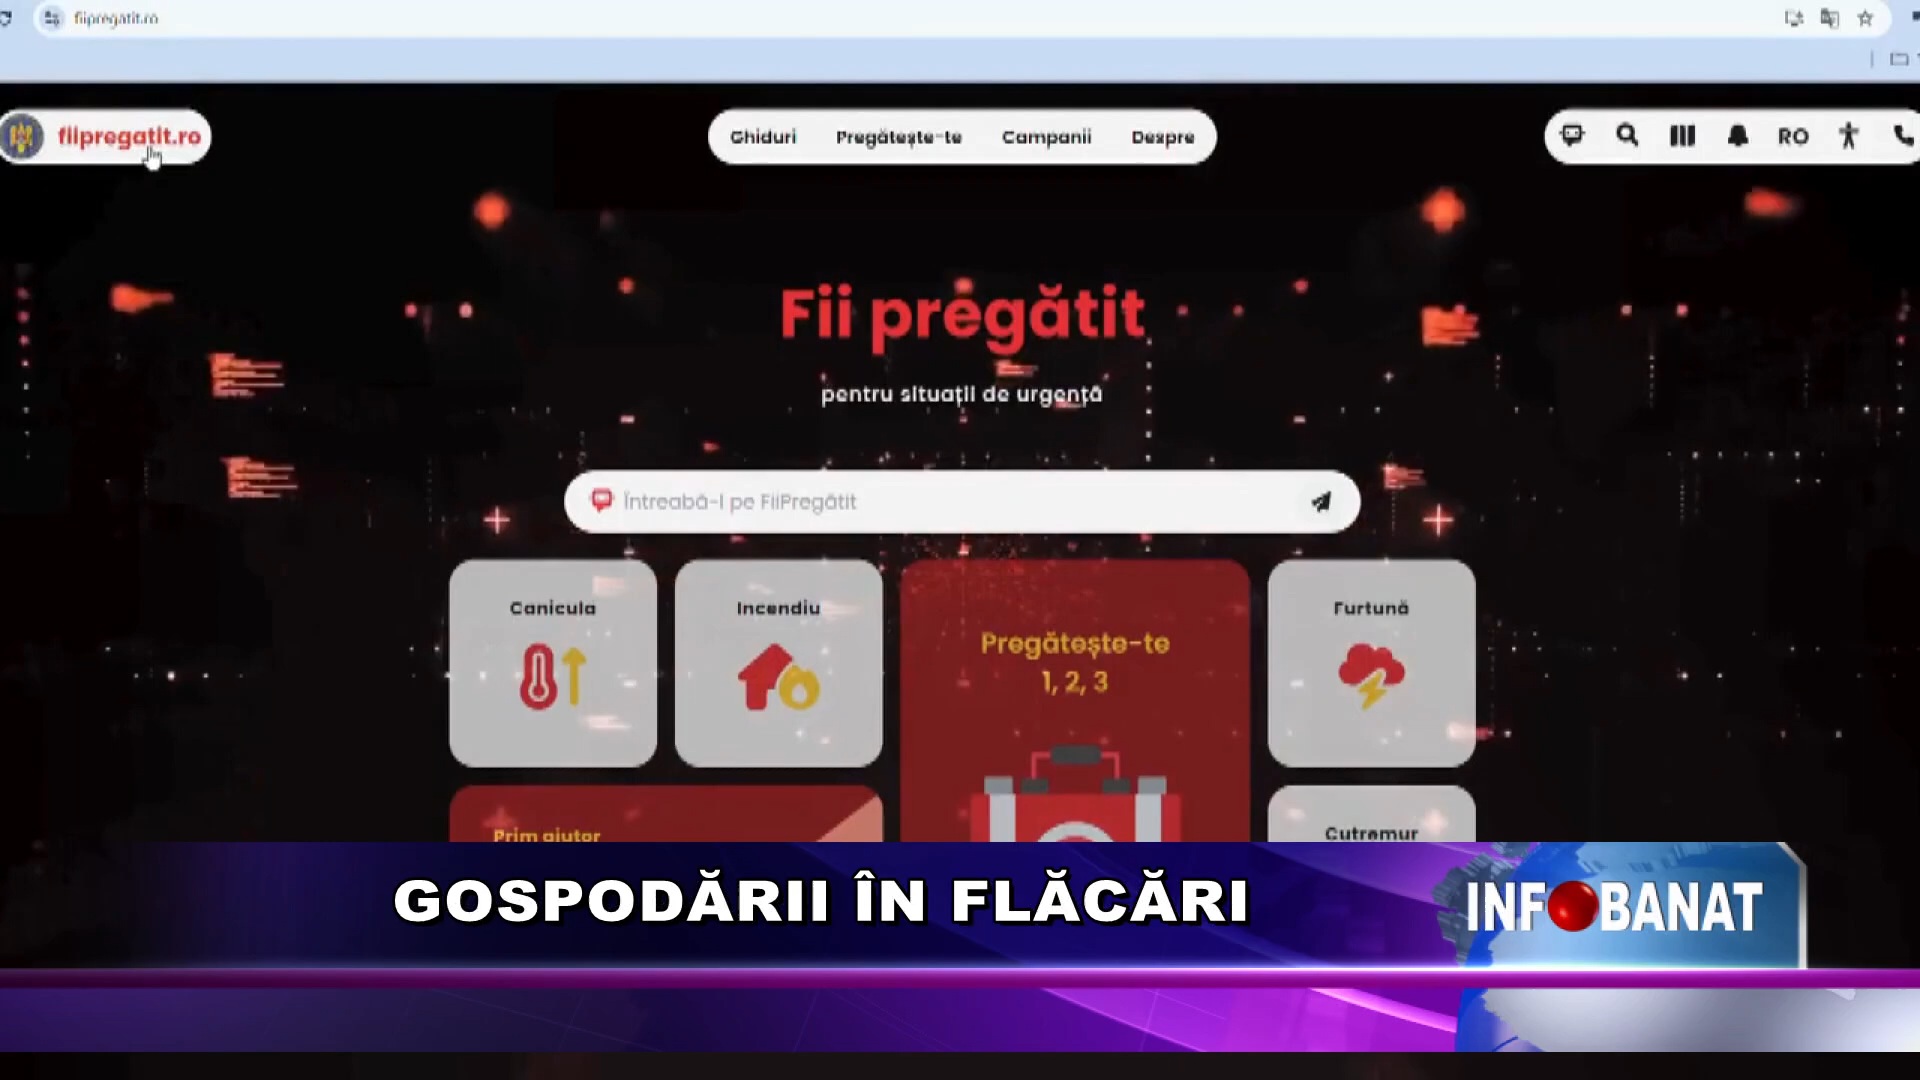 fiipregatit.ro
fiipregatit.ro
Ghiduri
Pregătește-te
Campanii
Despre
RO
Fii pregătit
pentru situații de urgență
Întreabă-l pe FiiPregătit
Canicula
Incendiu
Pregătește-te
1, 2, 3
Furtună
Prim ajutor
Cutremur
GOSPODĂRII ÎN FLĂCĂRI
INFOBANAT